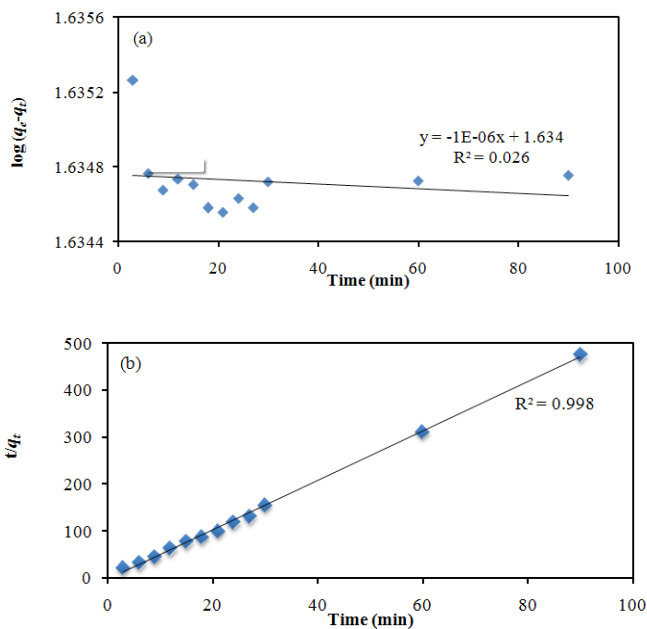 1.6356
(a)
1.6352
log (qe-qt)
y = -1E-06x + 1.634
R² = 0.026
1.6348
1.6344
0
20
40
60
80
100
Time (min)
500
(b)
400
R² = 0.998
t/qt
300
200
100
0
0
20
40
60
80
100
Time (min)